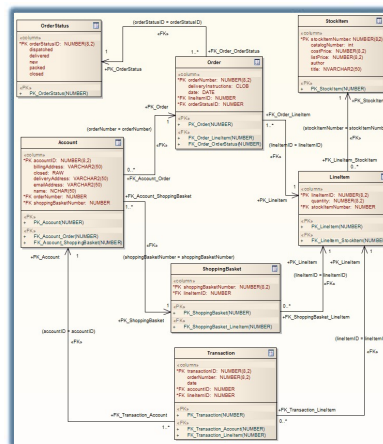 OrderStatus
«column»
*PK orderStatusID: NUMBER(8,2)
dispatched
delivered
new
packed
closed
«PK»
+ PK_OrderStatus(NUMBER)
(orderStatusID = orderStatusID)
«FK»
+PK_OrderStatus
+FK_Order_OrderStatus
1
1..*
Order
«column»
*PK orderNumber: NUMBER(8,2)
deliveryInstructions: CLOB
date: DATE
*FK lineItemID: NUMBER
*FK orderStatusID: NUMBER
«PK»
+ PK_Order(NUMBER)
«FK»
+ FK_Order_LineItem(NUMBER)
+ FK_Order_OrderStatus(NUMBER)
StockItem
«column»
*PK stockItemNumber: NUMBER(8,2)
catalogNumber: int
costPrice: NUMBER(8,2)
listPrice: NUMBER(8,2)
author
title: NVARCHAR2(50)
«PK»
+ PK_StockItem(NUMBER)
+PK_Order
(orderNumber = orderNumber)
«FK»
Account
«column»
*PK accountID: NUMBER(8,2)
billingAddress: VARCHAR
closed: RAW
deliveryAddress: VARCHAR2(50)
emailAddress: VARCHAR2(50)
name: NCHAR(50)
*FK orderNumber: NUMBER
*FK shoppingBasketNumber: NUMBER
«PK»
+ PK_Account(NUMBER)
«FK»
+ FK_Account_Order(NUMBER)
+ FK_Account_ShoppingBasket(NUMBER)
0..*
+FK_Account_Order
+FK_Account_ShoppingBasket
1..*
+FK_Order_LineItem
1..*
(lineItemID = lineItemID)
«FK»
+PK_LineItem
+PK_StockItem
(stockItemNumber = stockItemNumber)
+FK_LineItem_StockItem
0..*
LineItem
«column»
*PK lineItemID: NUMBER(8,2)
quantity: NUMBER(8,2)
*FK stockItemNumber: NUMBER
«PK»
+ PK_LineItem(NUMBER)
«FK»
+ FK_LineItem_StockItem(NUMBER)
+PK_Account
1
«FK»
(shoppingBasketNumber = shoppingBasketNumber)
+PK_ShoppingBasket
1
ShoppingBasket
«column»
*PK shoppingBasketNumber: NUMBER(8,2)
*FK lineItemID: NUMBER
«PK»
+ PK_ShoppingBasket(NUMBER)
«FK»
+ FK_ShoppingBasket_LineItem(NUMBER)
+PK_LineItem
+PK_LineItem
(lineItemID = lineItemID)
«FK»
0..*
+FK_ShoppingBasket_LineItem
(accountID = accountID)
«FK»
(lineItemID = lineItemID)
«FK»
Transaction
«column»
*PK transactionID: NUMBER
orderNumber: NUMBER(8,2)
date
*FK accountID: NUMBER
*FK lineItemID: NUMBER
«PK»
+ PK_Transaction(NUMBER)
«FK»
+ FK_Transaction_Account(NUMBER)
+ FK_Transaction_LineItem(NUMBER)
+FK_Transaction_Account
1..*
+FK_Transaction_LineItem
0..*